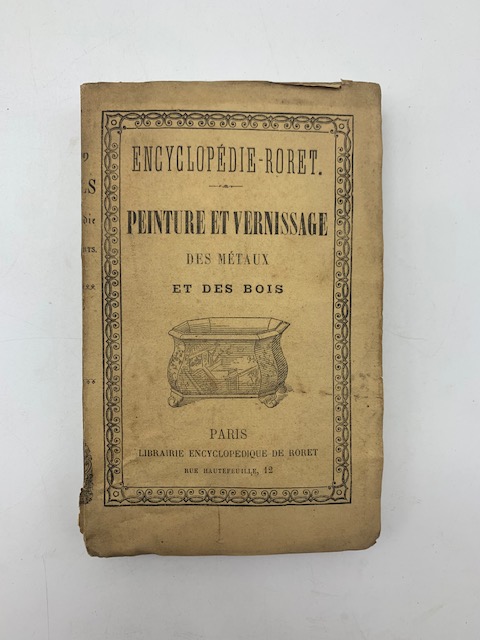 ENCYCLOPÉDIE-RORET.
PEINTURE ET VERNISSAGE
DES MÉTAUX
ET DES BOIS
PARIS
LIBRAIRIE ENCYCLOPÉDIQUE DE RORET
RUE HAUTEFEUILLE, 12